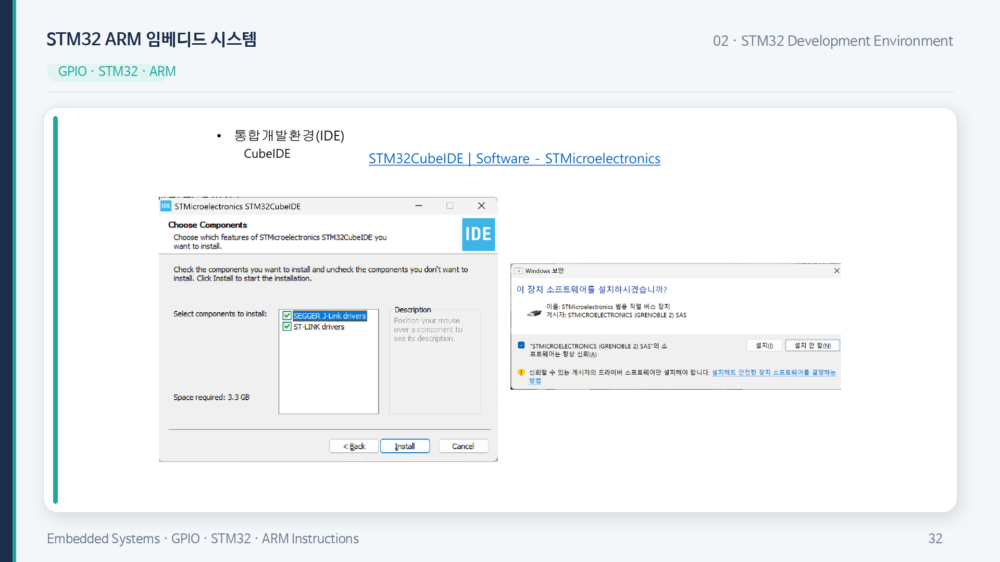 STM32 ARM 임베디드 시스템
02 · STM32 Development Environment
GPIO · STM32 · ARM
• 통합개발환경(IDE)
CubeIDE
STM32CubeIDE | Software - STMicroelectronics
IDE STMicroelectronics STM32CubeIDE
Choose Components
Choose which features of STMicroelectronics STM32CubeIDE you
want to install.
IDE
Check the components you want to install and uncheck the components you don't want to
install. Click Install to start the installation.
Select components to install:
SEGGER J-Link drivers
ST-LINK drivers
Description
Position your mouse
over a component to
see its description.
Space required: 3.3 GB
< Back
Install
Cancel
Windows 보안
이 장치 소프트웨어를 설치하시겠습니까?
이름: STMicroelectronics 범용 직렬 버스 장치
게시자: STMICROELECTRONICS (GRENOBLE 2) SAS
"STMICROELECTRONICS (GRENOBLE 2) SAS"의 소
프트웨어는 항상 신뢰(A)
설치(I)
설치 안 함(N)
신뢰할 수 있는 게시자의 드라이버 소프트웨어만 설치해야 합니다. 설치해도 안전한 장치 소프트웨어를 결정하는
방법
Embedded Systems · GPIO · STM32 · ARM Instructions
32